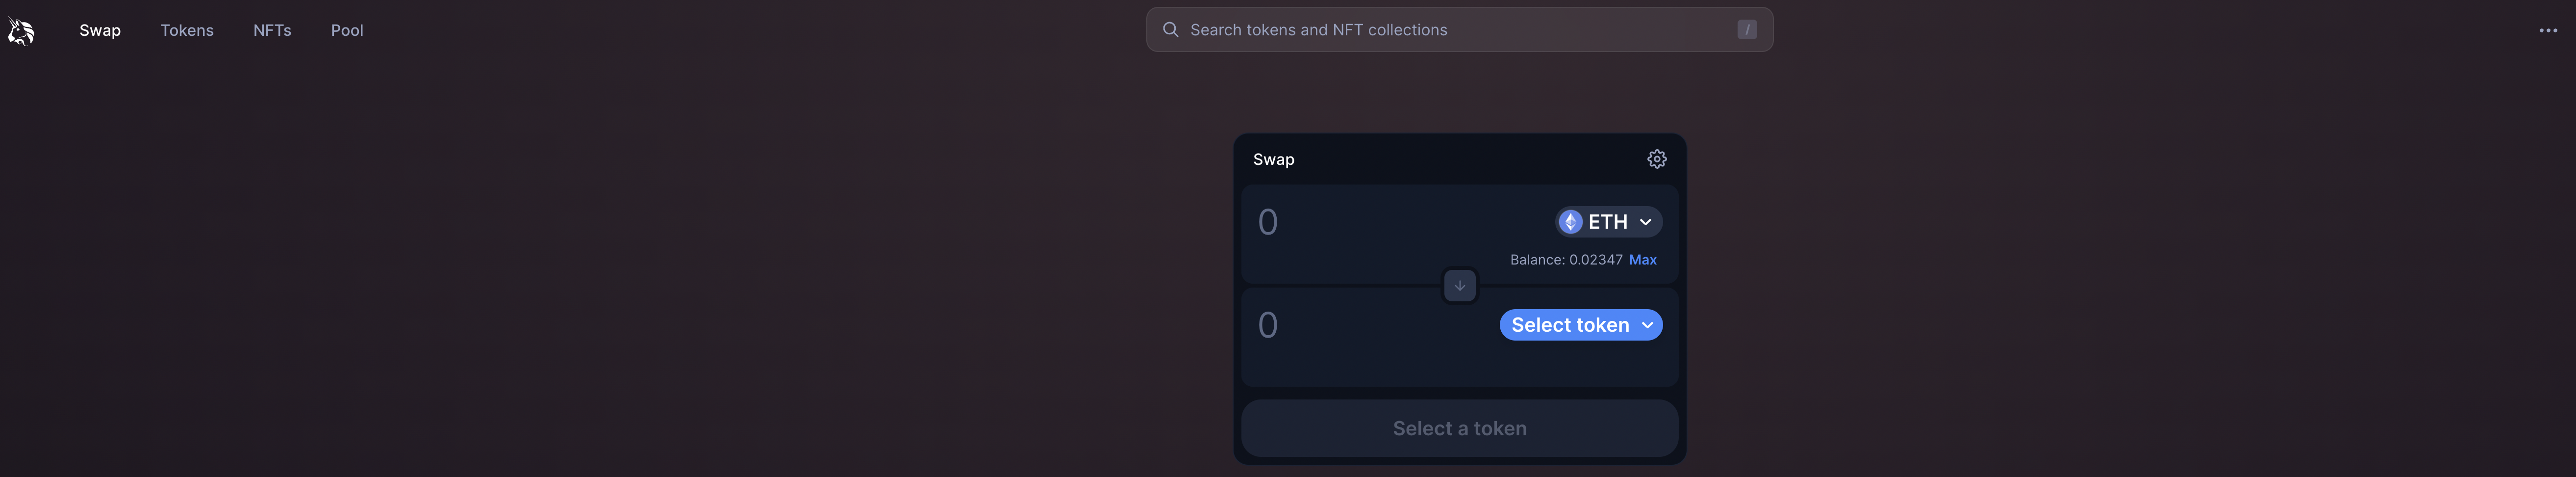 Swap Tokens NFTs Pool Search tokens and NFT collections /
Swap
0 ETH
Balance: 0.02347 Max
0 Select token
Select a token